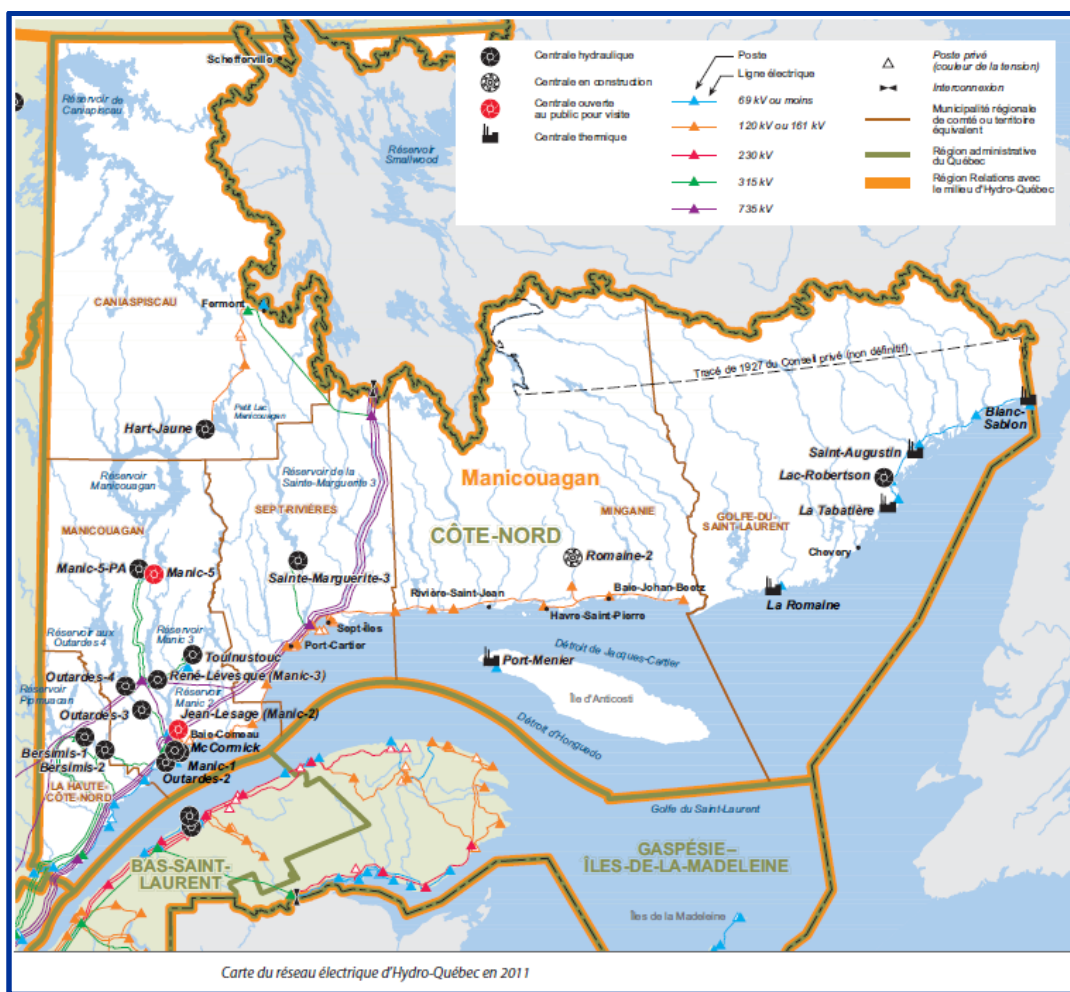 Schefferville
Réservoir de
Caniapiscau
Réservoir
Smallwood
Centrale hydraulique
Centrale en construction
Centrale ouverte
au public pour visite
Centrale thermique
Poste
Ligne électrique
69 kV ou moins
120 kV ou 161 kV
230 kV
315 kV
735 kV
Poste privé
(couleur de la tension)
Interconnexion
Municipalité régionale
de comté ou territoire
équivalent
Région administrative
du Québec
Région Relations avec
le milieu d'Hydro-Québec
CANIASPISCAU
Fermont
Tracé de 1927 du Conseil privé (non définitif)
Petit Lac
Manicouagan
Hart-Jaune
Blanc-
Sablon
Saint-Augustin
Lac-Robertson
La Tabatière
Réservoir
Manicouagan
Réservoir de la
Sainte-Marguerite 3
Manicouagan
SEPT-RIVIÈRES
MINGANIE
GOLFE-DU-
SAINT-LAURENT
MANICOUAGAN
CÔTE-NORD
Chevery
Manic-5-PA
Manic-5
Sainte-Marguerite-3
Romaine-2
Rivière-Saint-Jean
Baie-Johan-Beetz
La Romaine
Havre-Saint-Pierre
Sept-Îles
Port-Cartier
Réservoir aux
Outardes 4
Réservoir
Manic 3
Toulnustouc
Détroit de Jacques-Cartier
Port-Menier
Outardes-4
René-Lévesque (Manic-3)
Réservoir
Pipmuacan
Réservoir
Manic 2
Île d'Anticosti
Outardes-3
Jean-Lesage (Manic-2)
Détroit d'Honguedo
Baie-Comeau
Bersimis-1
McCormick
Bersimis-2
Manic-1
Outardes-2
LA HAUTE-
CÔTE-NORD
Golfe du Saint-Laurent
BAS-SAINT-
LAURENT
GASPÉSIE–
ÎLES-DE-LA-MADELEINE
Îles de la Madeleine
Carte du réseau électrique d'Hydro-Québec en 2011